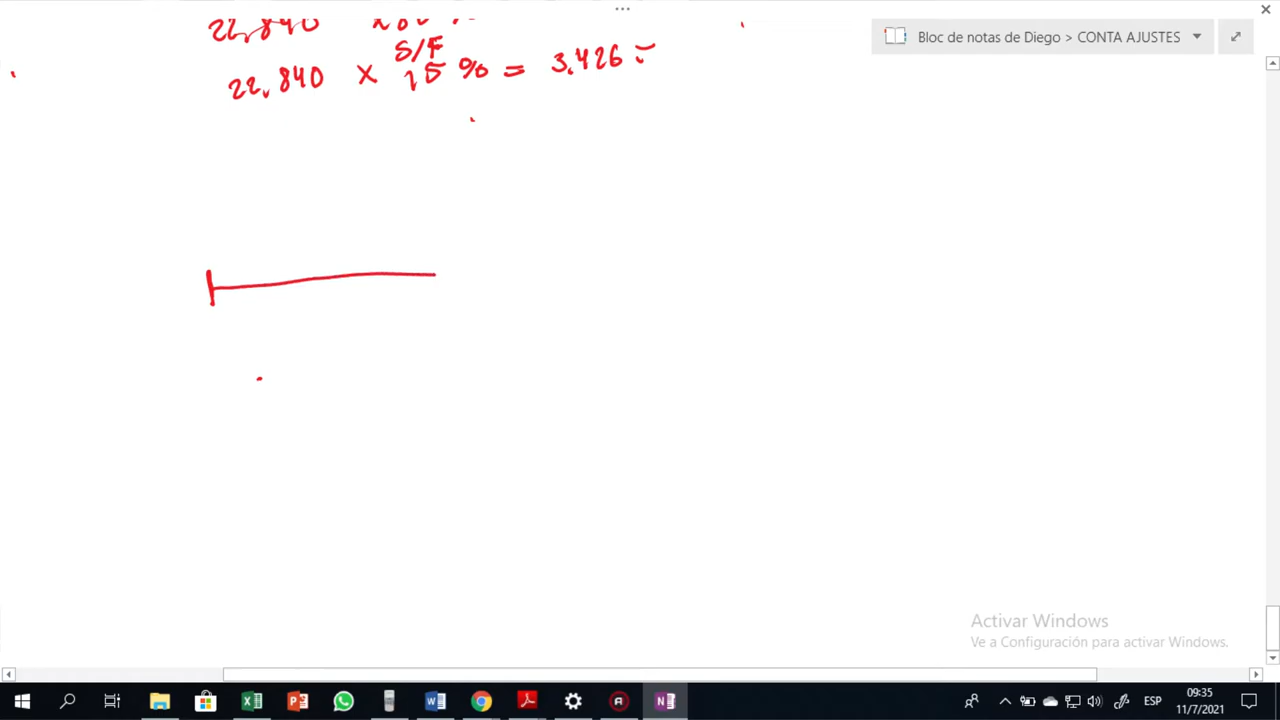 ...
Bloc de notas de Diego > CONTA AJUSTES
22,840
S/F
22,840 x 15 % = 3,426
Activar Windows
Ve a Configuración para activar Windows.
ESP
09:35
11/7/2021